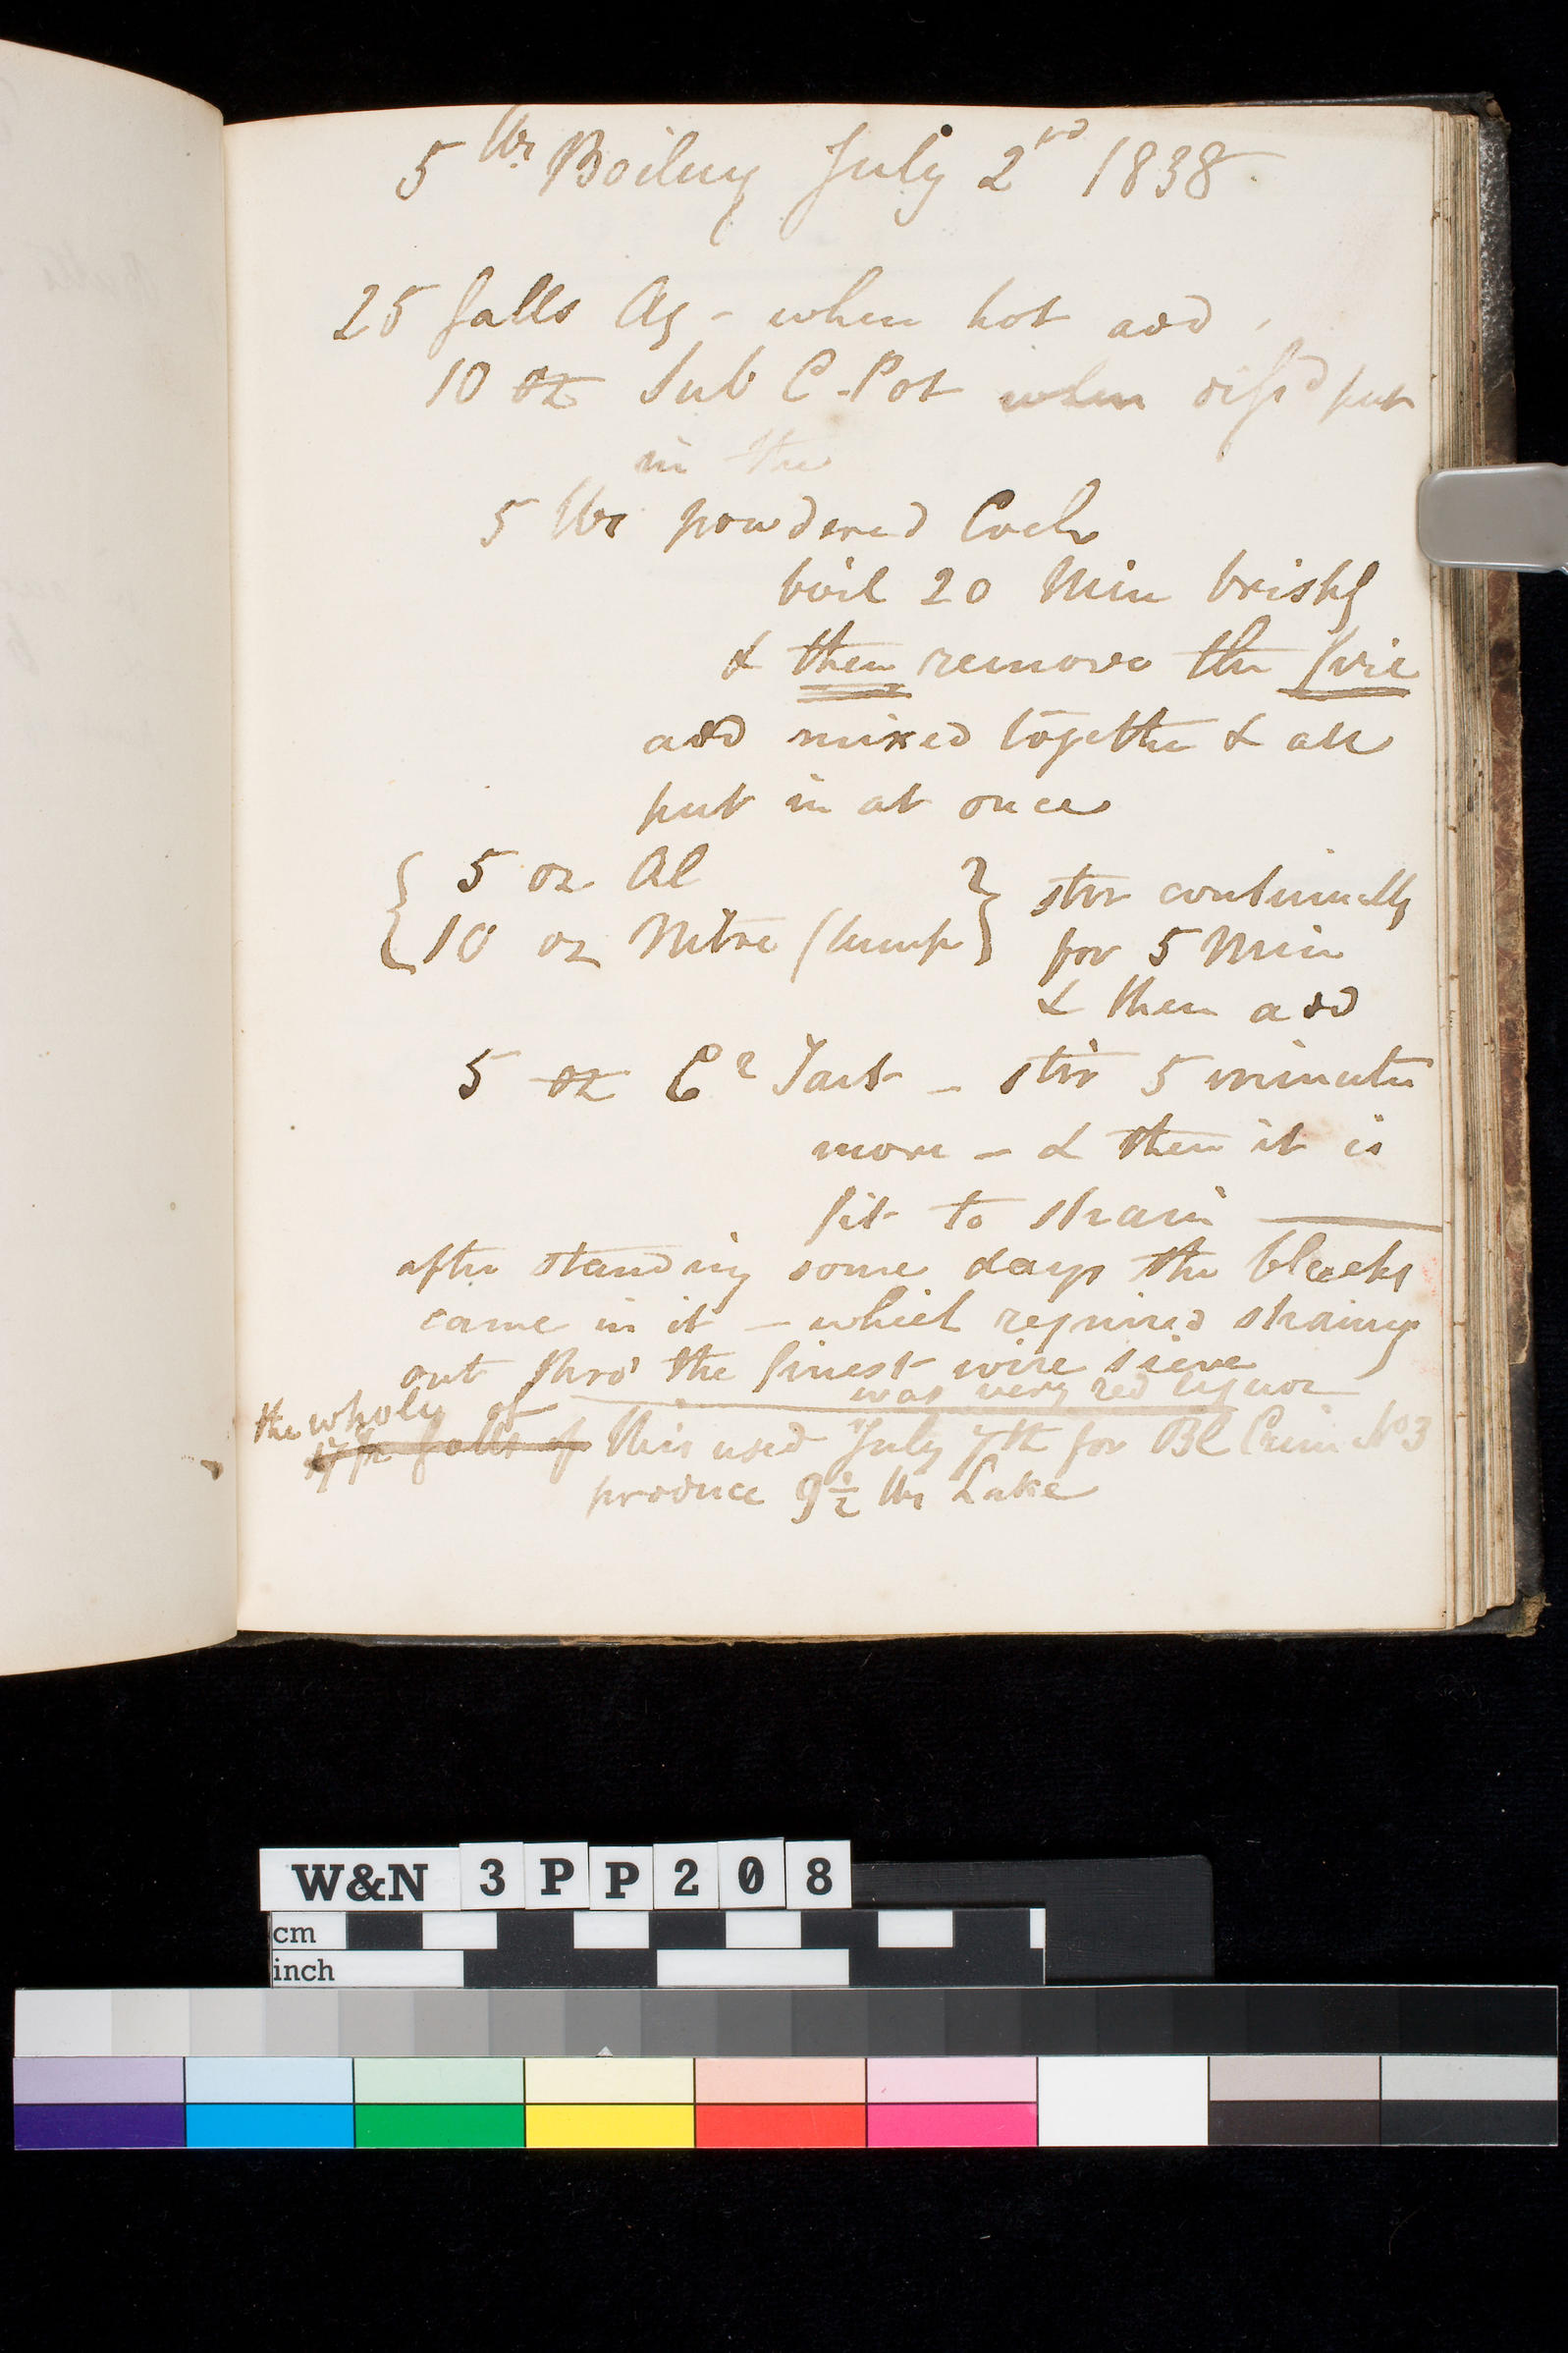 5 lbs Boiling July 2nd 1838
25 Galls Aq - when hot add
10 oz Sub C. Pot when diss'd put
in the
5 lbs powdered Coch
boil 20 Min briskly
& then remove the fire
add mixed together & all
put in at once
5 oz Al
10 oz Nitre (lump
stir continually
for 5 Min
& then add
5 oz Cr Tart - stir 5 minutes
more - & then it is
fit to strain
after standing some days the blacks
came in it - which required straining
out thro' the finest wire sieve
was very red liquor
the whole of
galls of this used July 7th for Bl Crim No 3
produce 9 1/2 lbs Lake
W&N 3PP208
cm
inch